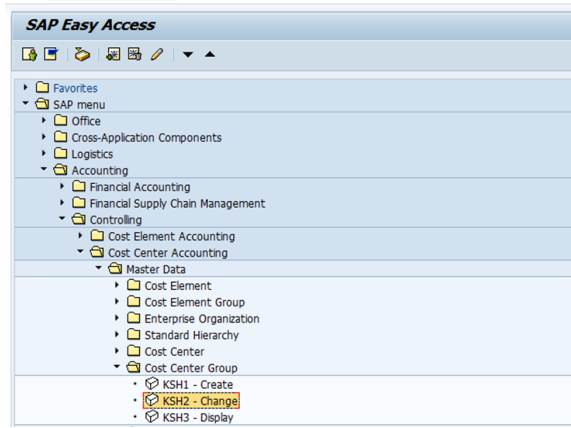 SAP Easy Access
Favorites
SAP menu
Office
Cross-Application Components
Logistics
Accounting
Financial Accounting
Financial Supply Chain Management
Controlling
Cost Element Accounting
Cost Center Accounting
Master Data
Cost Element
Cost Element Group
Enterprise Organization
Standard Hierarchy
Cost Center
Cost Center Group
KSH1 - Create
KSH2 - Change
KSH3 - Display